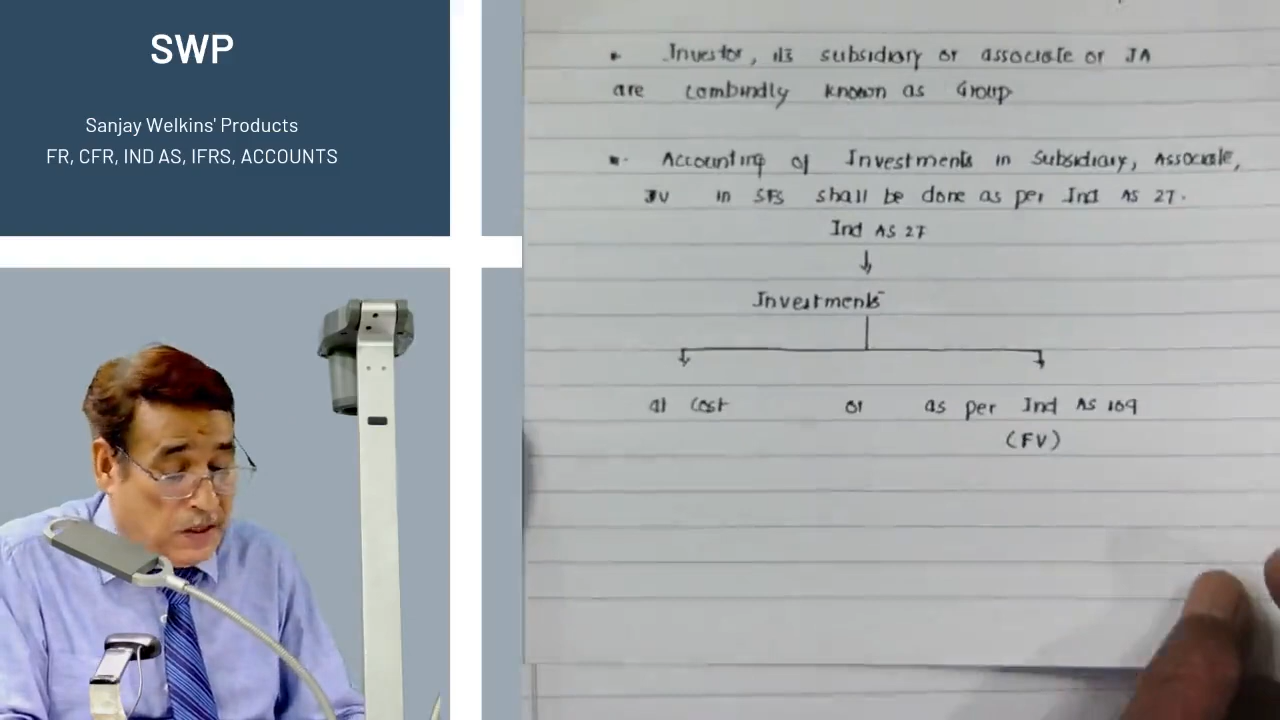 SWP
Sanjay Welkins' Products
FR, CFR, IND AS, IFRS, ACCOUNTS
Investor, its subsidiary or associate or JA
are combindly known as Group
Accounting of Investments in Subsidiary, Associate,
JV in SFS shall be done as per Ind AS 27.
Ind AS 27
Investments
at Cost or as per Ind AS 109
(FV)